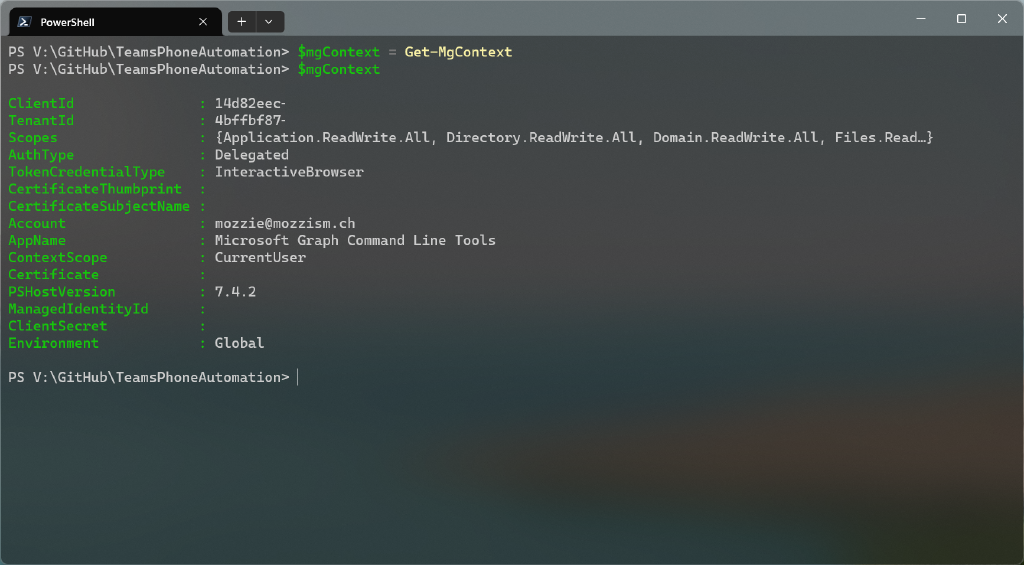 PowerShell
PS V:\GitHub\TeamsPhoneAutomation> $mgContext = Get-MgContext
PS V:\GitHub\TeamsPhoneAutomation> $mgContext
ClientId : 14d82eec-
TenantId : 4bffbf87-
Scopes : {Application.ReadWrite.All, Directory.ReadWrite.All, Domain.ReadWrite.All, Files.Read…}
AuthType : Delegated
TokenCredentialType : InteractiveBrowser
CertificateThumbprint :
CertificateSubjectName :
Account : mozzie@mozzism.ch
AppName : Microsoft Graph Command Line Tools
ContextScope : CurrentUser
Certificate :
PSHostVersion : 7.4.2
ManagedIdentityId :
ClientSecret :
Environment : Global
PS V:\GitHub\TeamsPhoneAutomation>